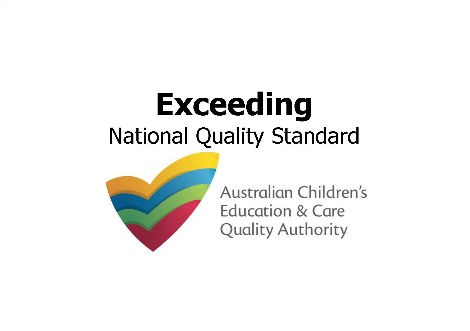 Exceeding
National Quality Standard
Australian Children's
Education & Care
Quality Authority